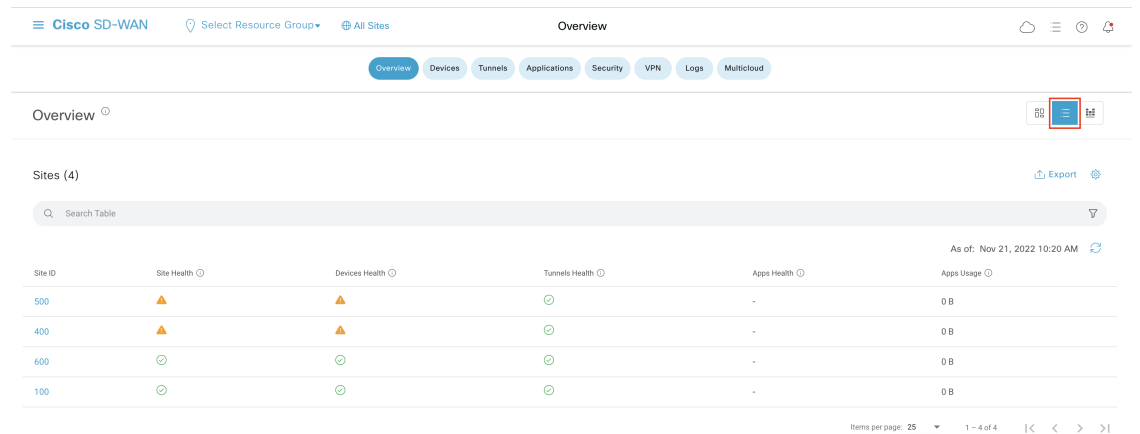 Cisco SD-WAN Select Resource Group All Sites Overview
Overview Devices Tunnels Applications Security VPN Logs Multicloud
Overview
Sites (4) Export
Search Table
As of: Nov 21, 2022 10:20 AM
Site ID Site Health Devices Health Tunnels Health Apps Health Apps Usage
500 - 0 B
400 - 0 B
600 - 0 B
100 - 0 B
Items per page: 25 1 – 4 of 4